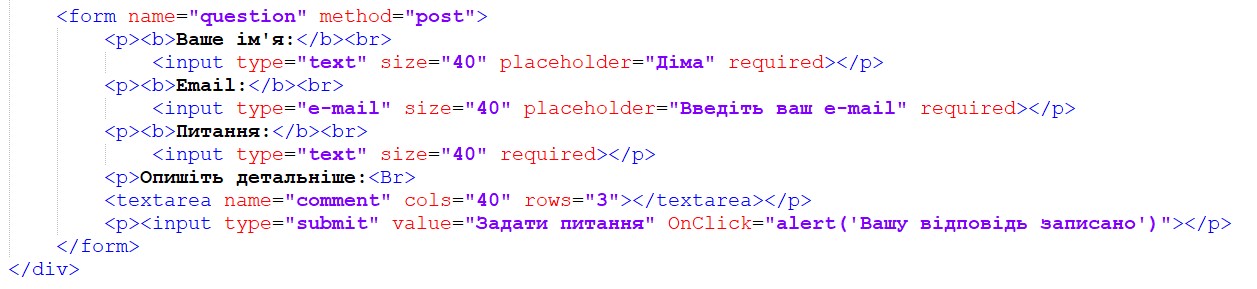 <form name="question" method="post">
<p><b>Ваше ім'я:</b><br>
<input type="text" size="40" placeholder="Діма" required></p>
<p><b>Email:</b><br>
<input type="e-mail" size="40" placeholder="Введіть ваш e-mail" required></p>
<p><b>Питання:</b><br>
<input type="text" size="40" required></p>
<p>Опишіть детальніше:<Br>
<textarea name="comment" cols="40" rows="3"></textarea></p>
<p><input type="submit" value="Задати питання" OnClick="alert('Вашу відповідь записано')"></p>
</form>
</div>